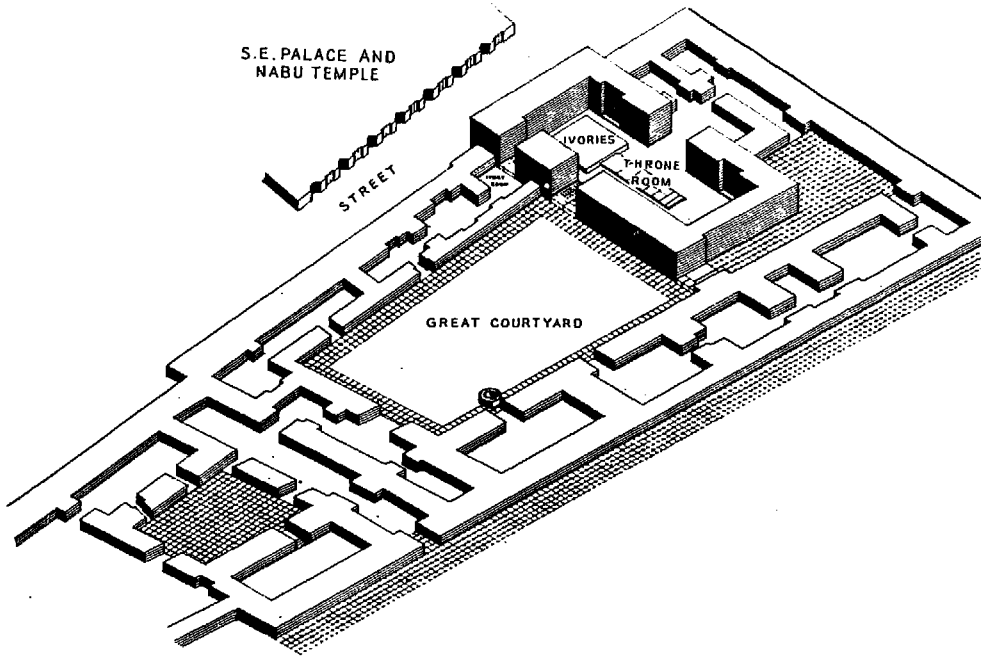 S.E. PALACE AND
NABU TEMPLE
STREET
IVORIES
THRONE
ROOM
GREAT COURTYARD